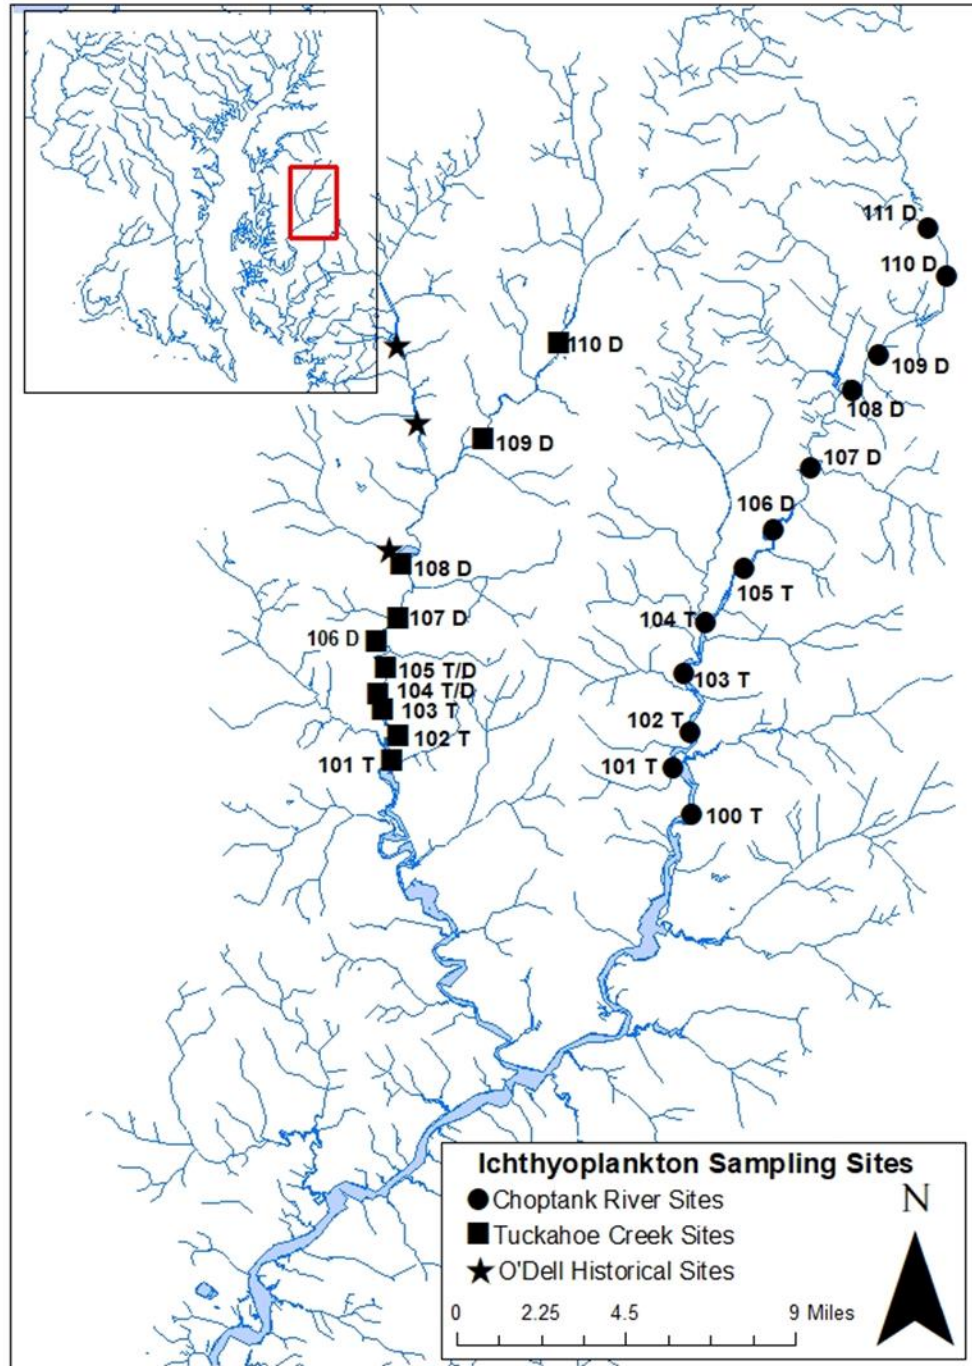 111 D
110 D
110 D
109 D
108 D
109 D
107 D
106 D
108 D
105 T
107 D
104 T
106 D
105 T/D
103 T
104 T/D
103 T
102 T
102 T
101 T
101 T
100 T
Ichthyoplankton Sampling Sites
Choptank River Sites
N
Tuckahoe Creek Sites
O'Dell Historical Sites
0 2.25 4.5 9 Miles